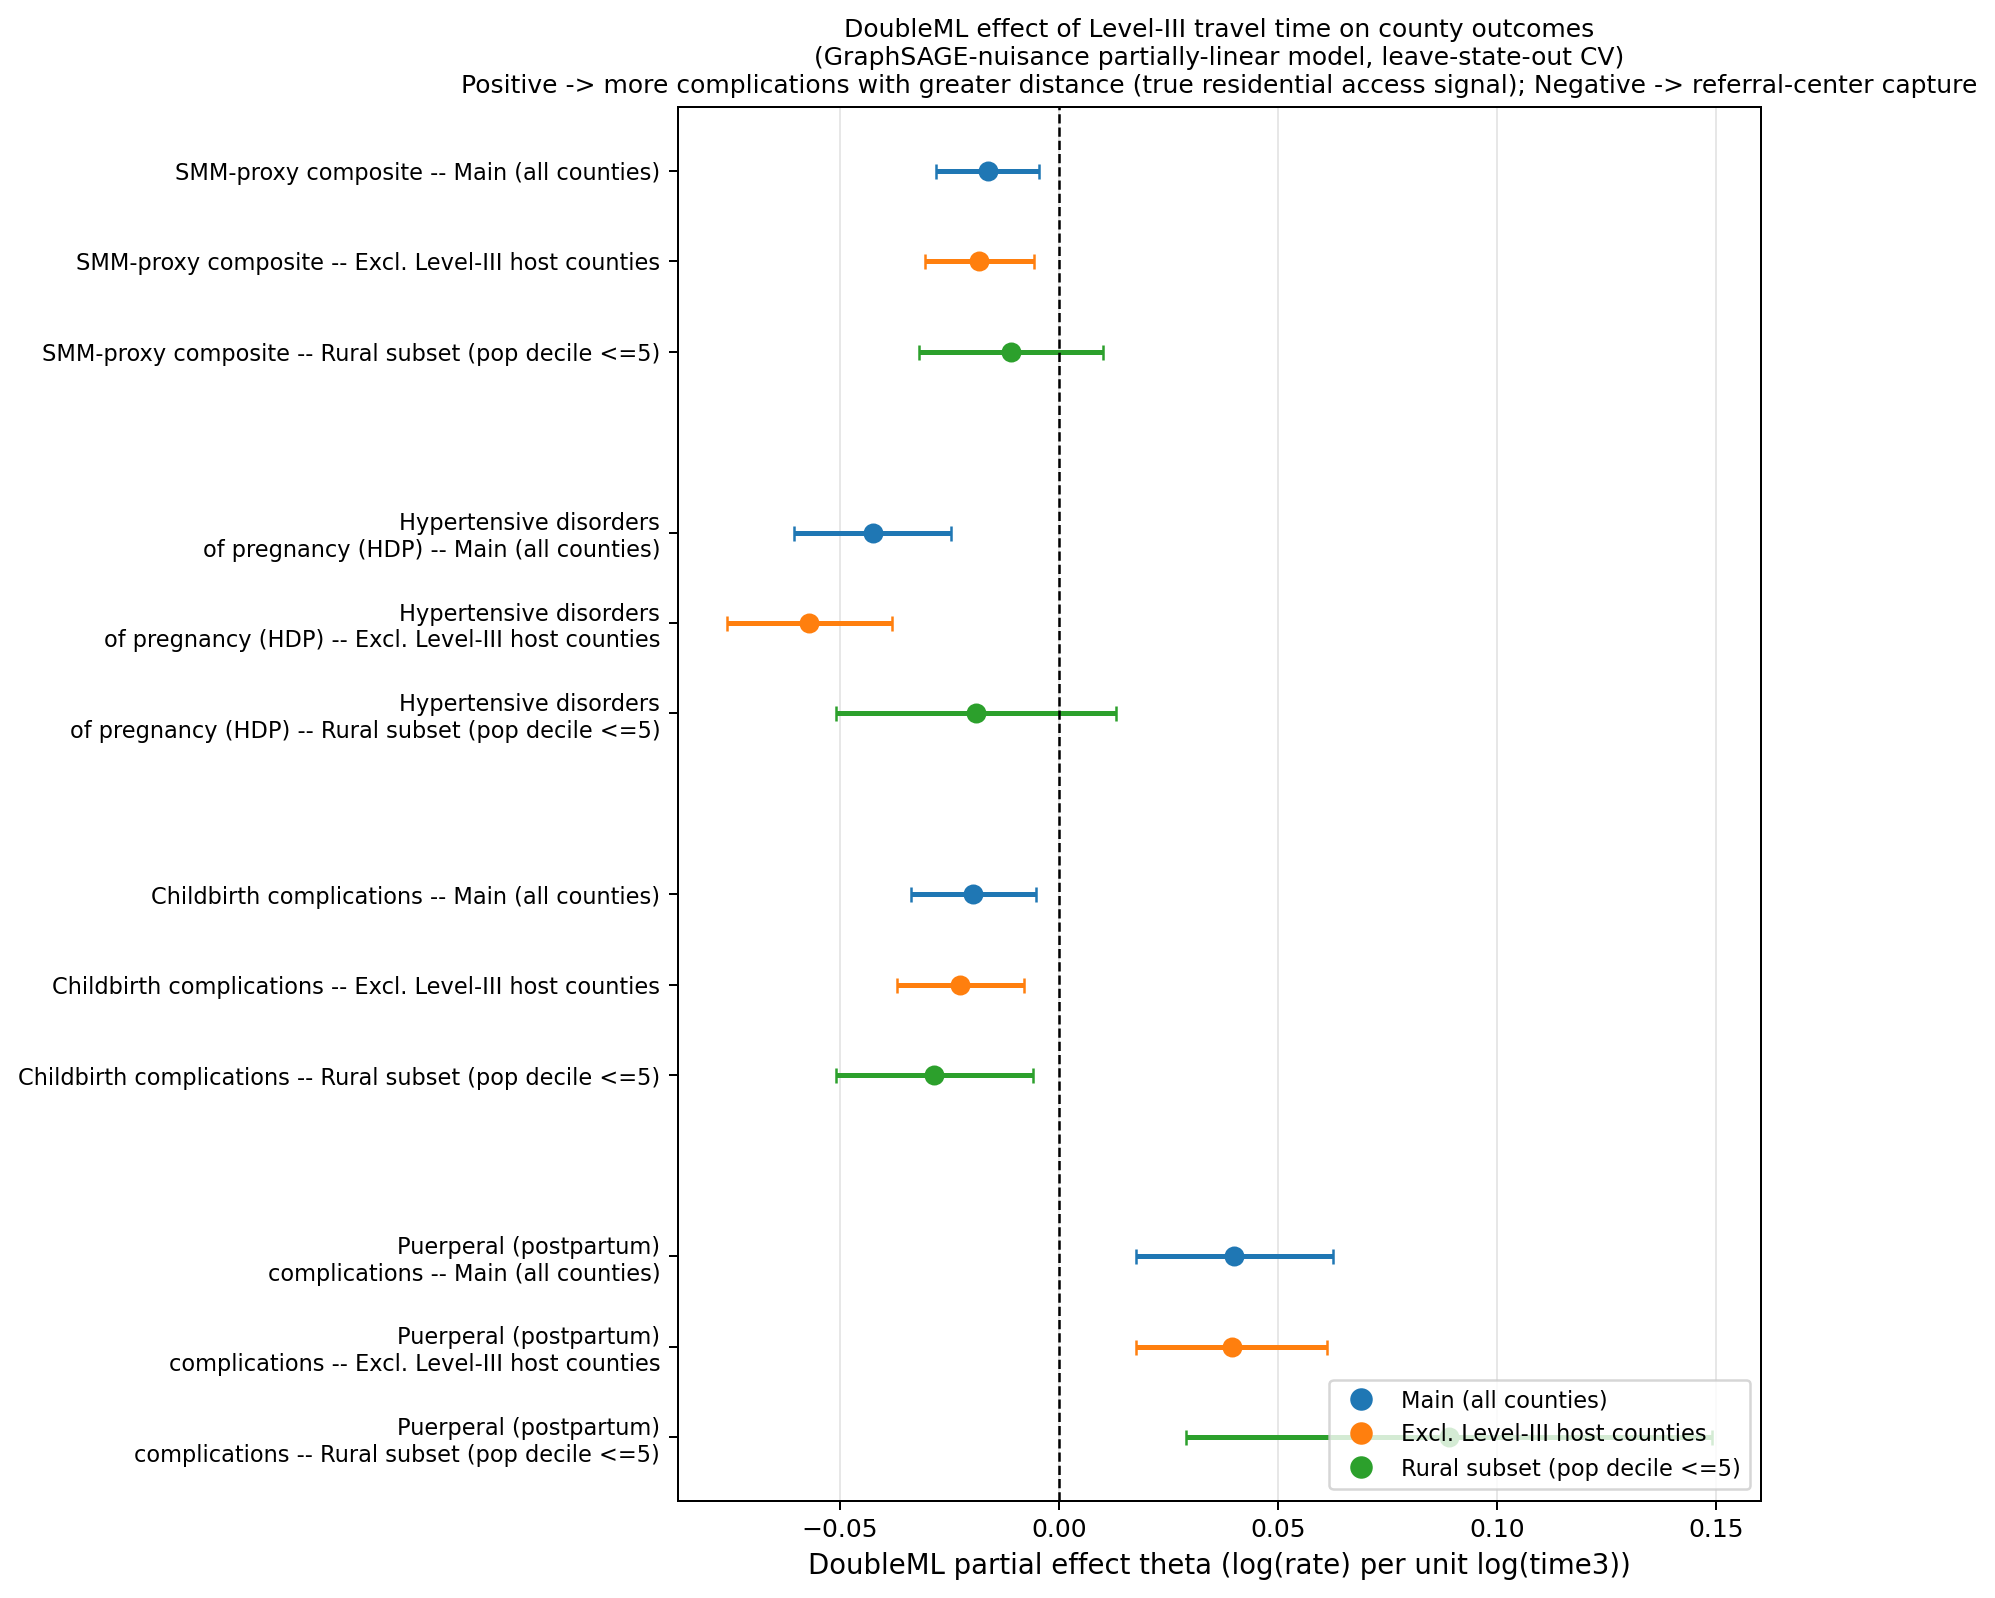 DoubleML effect of Level-III travel time on county outcomes
(GraphSAGE-nuisance partially-linear model, leave-state-out CV)
Positive -> more complications with greater distance (true residential access signal); Negative -> referral-center capture
SMM-proxy composite -- Main (all counties)
SMM-proxy composite -- Excl. Level-III host counties
SMM-proxy composite -- Rural subset (pop decile <=5)
Hypertensive disorders
of pregnancy (HDP) -- Main (all counties)
Hypertensive disorders
of pregnancy (HDP) -- Excl. Level-III host counties
Hypertensive disorders
of pregnancy (HDP) -- Rural subset (pop decile <=5)
Childbirth complications -- Main (all counties)
Childbirth complications -- Excl. Level-III host counties
Childbirth complications -- Rural subset (pop decile <=5)
Puerperal (postpartum)
complications -- Main (all counties)
Puerperal (postpartum)
complications -- Excl. Level-III host counties
Puerperal (postpartum)
complications -- Rural subset (pop decile <=5)
Main (all counties)
Excl. Level-III host counties
Rural subset (pop decile <=5)
−0.05 0.00 0.05 0.10 0.15
DoubleML partial effect theta (log(rate) per unit log(time3))